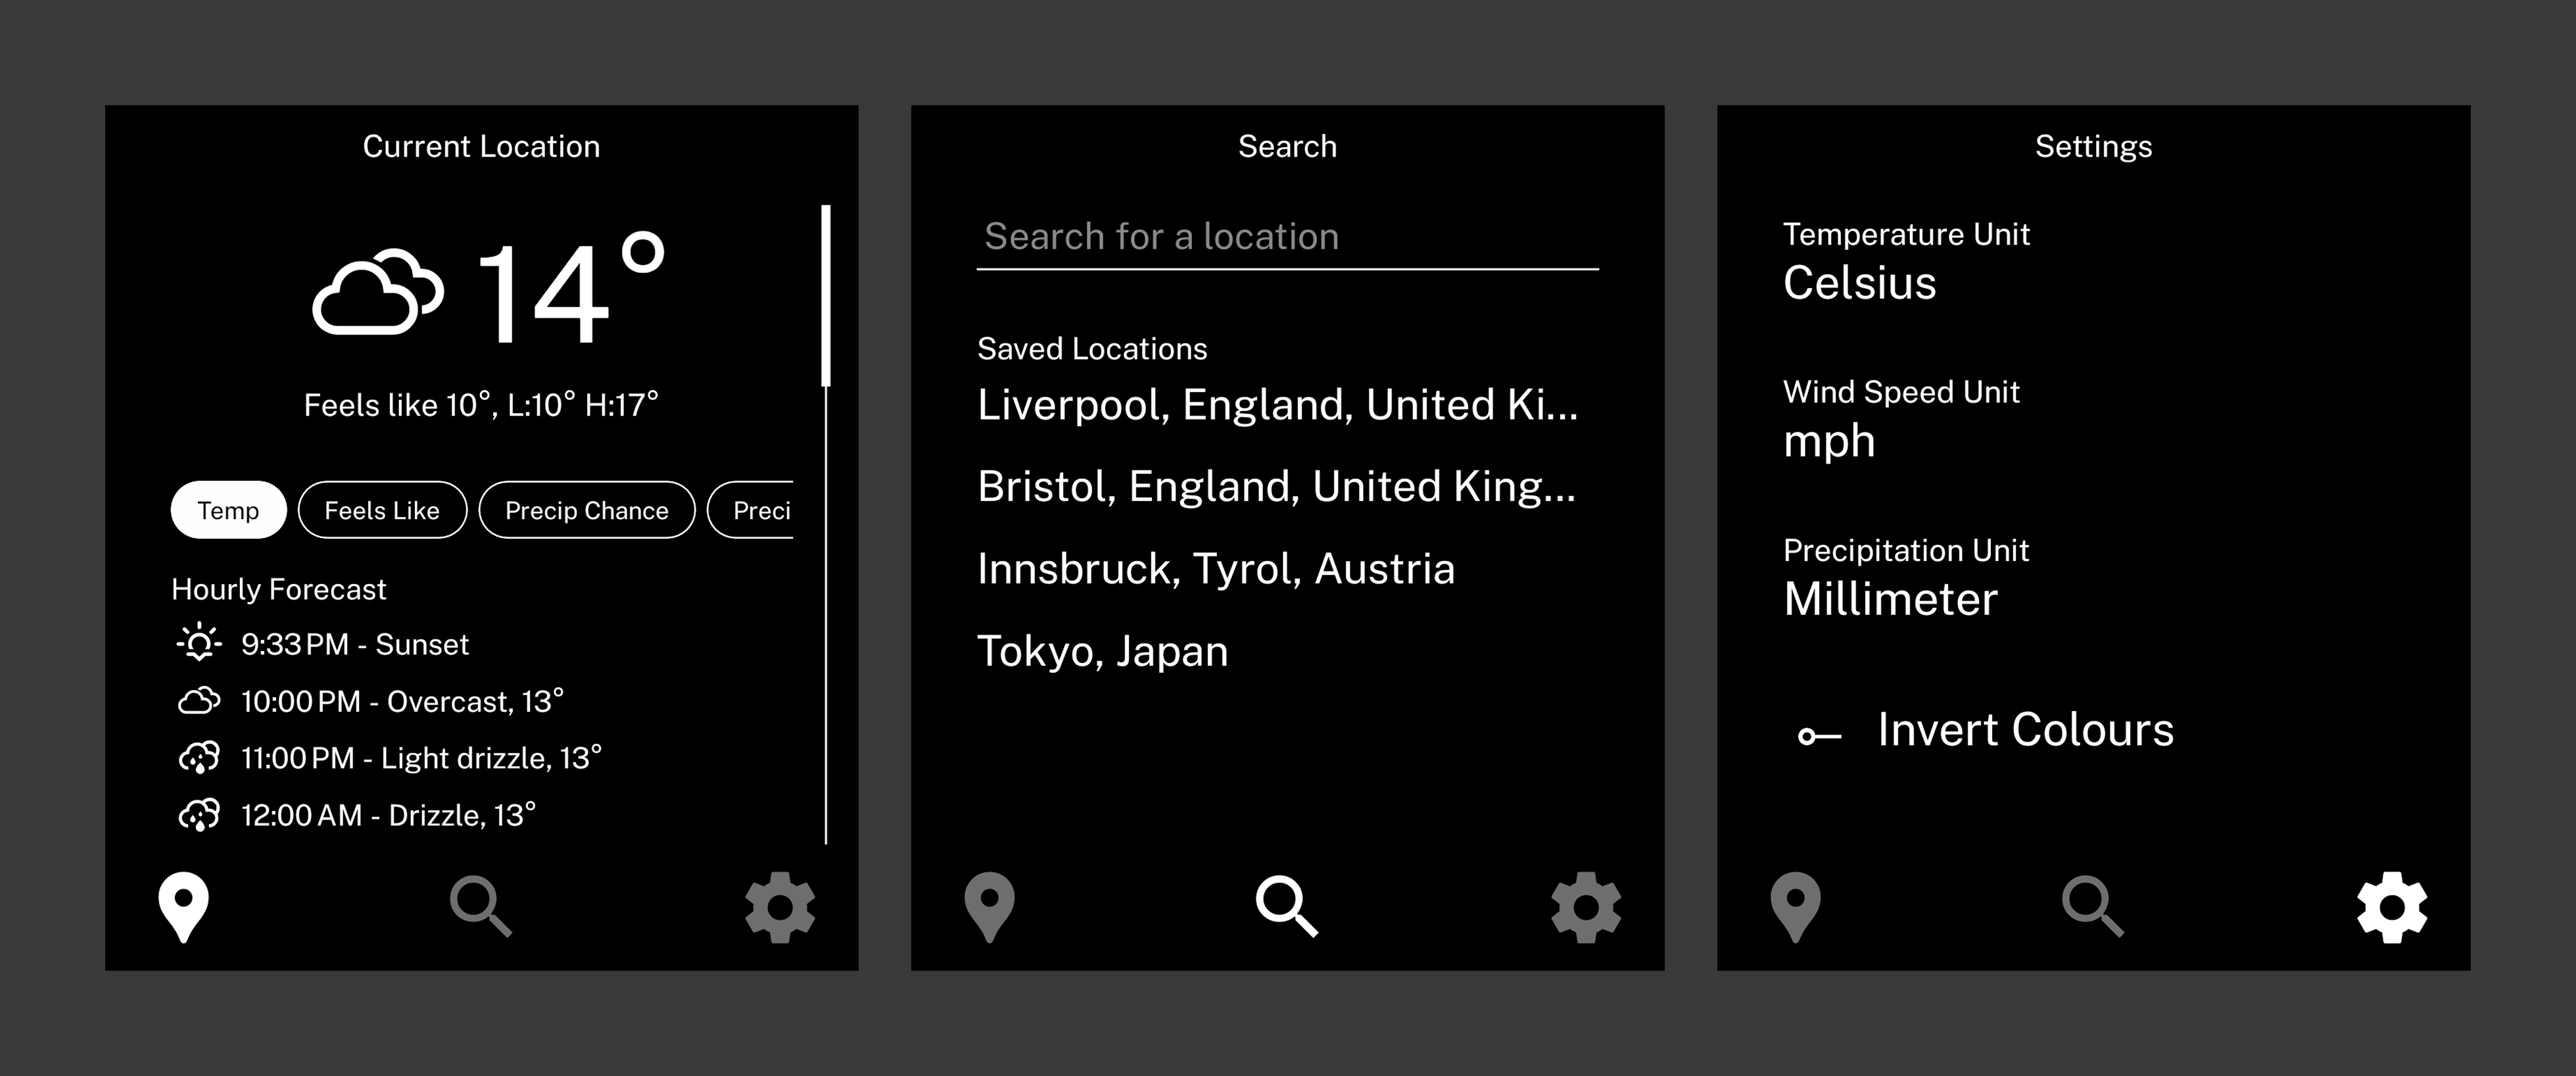 Current Location
14°
Feels like 10°, L:10° H:17°
Temp
Feels Like
Precip Chance
Preci
Hourly Forecast
9:33 PM - Sunset
10:00 PM - Overcast, 13°
11:00 PM - Light drizzle, 13°
12:00 AM - Drizzle, 13°
Search
Search for a location
Saved Locations
Liverpool, England, United Ki...
Bristol, England, United King...
Innsbruck, Tyrol, Austria
Tokyo, Japan
Settings
Temperature Unit
Celsius
Wind Speed Unit
mph
Precipitation Unit
Millimeter
Invert Colours